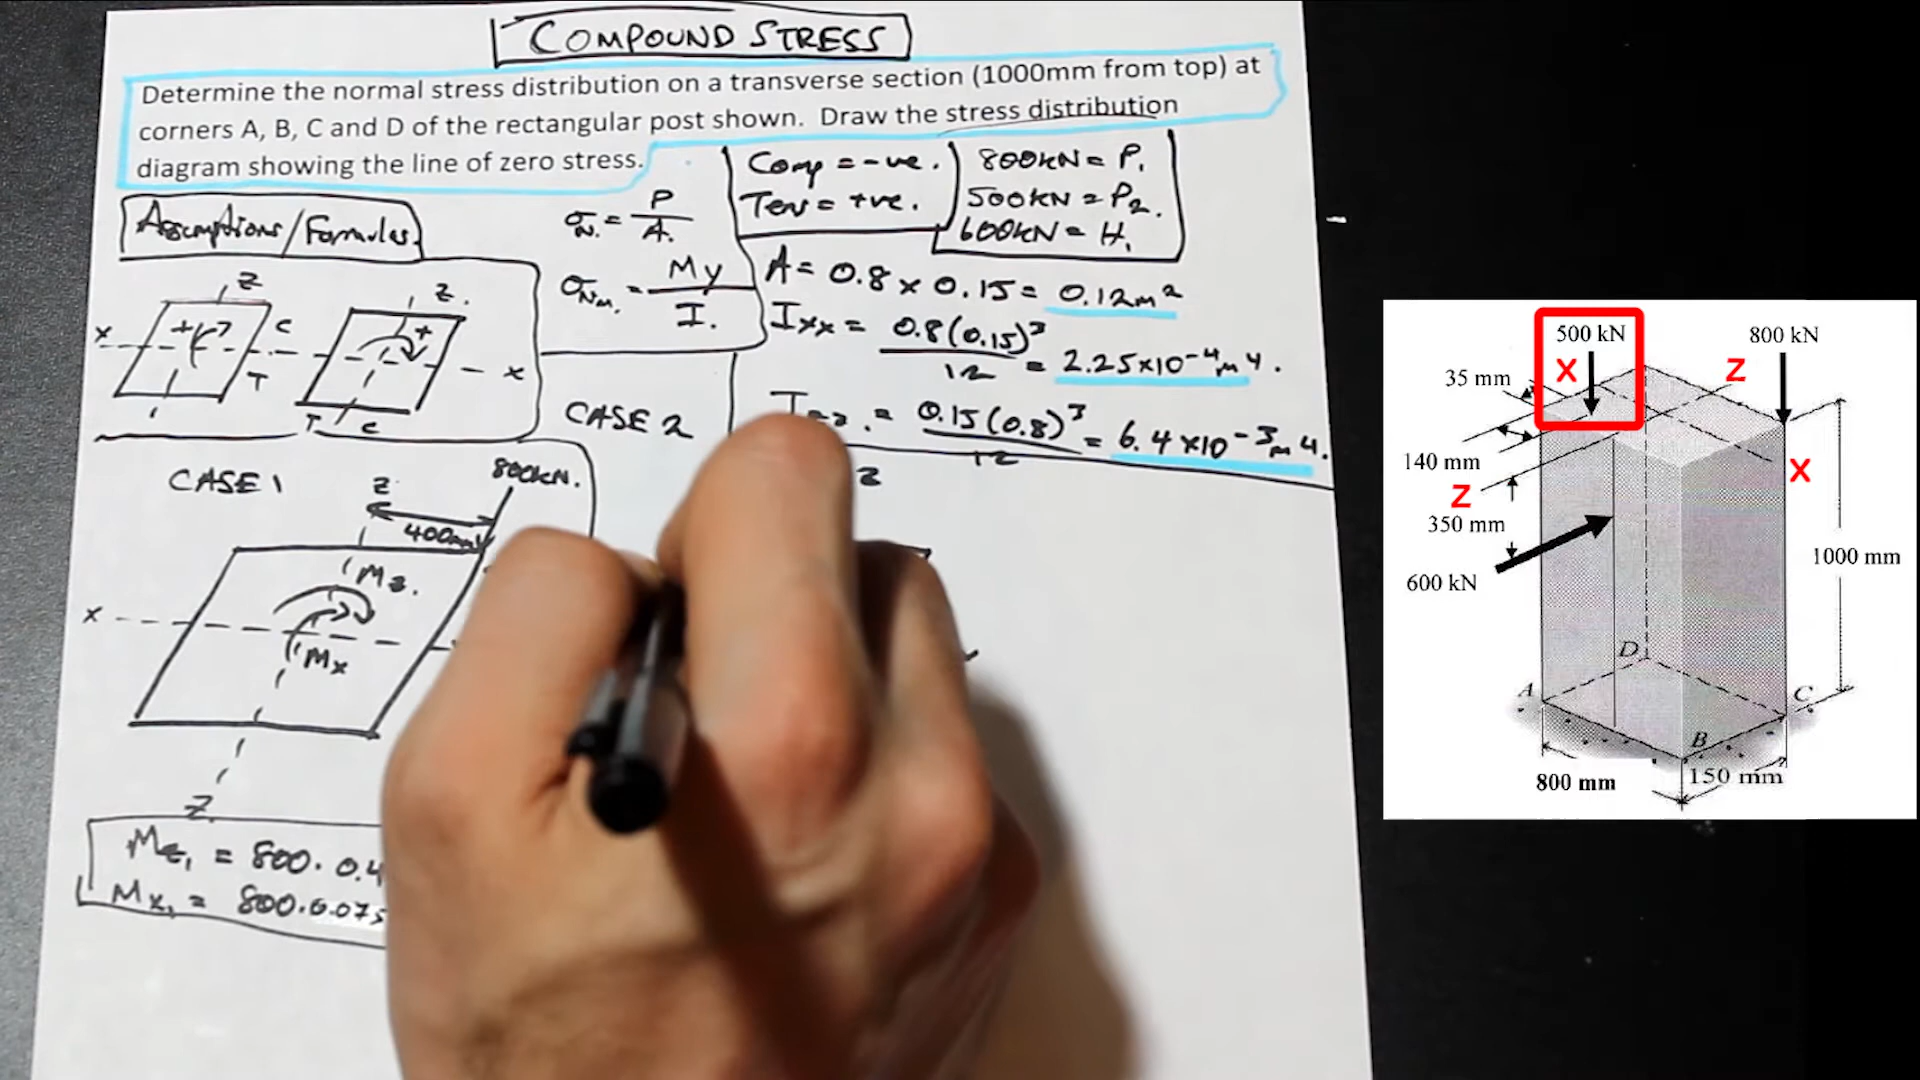 COMPOUND STRESS
Determine the normal stress distribution on a transverse section (1000mm from top) at
corners A, B, C and D of the rectangular post shown. Draw the stress distribution
diagram showing the line of zero stress.
Comp = -ve.
Ten = +ve.
800kN = P1
500kN = P2.
600kN = H1
Assumptions/Formulas
σN. = P/A.
σNM. = My/I.
A = 0.8 x 0.15 = 0.12m²
Ixx = 0.8(0.15)³/12 = 2.25x10⁻⁴m⁴.
= 0.15(0.8)³/12 = 6.4x10⁻³m⁴.
z
x
+
C
T
z.
+
x
T
C
CASE 1
CASE 2
800kN.
z
400mm
Mz.
x
Mx
z
Mz1 = 800. 0.4
Mx1 = 800.0.075
500 kN
800 kN
X
Z
35 mm
140 mm
Z
X
350 mm
600 kN
1000 mm
D
A
C
B
150 mm
800 mm